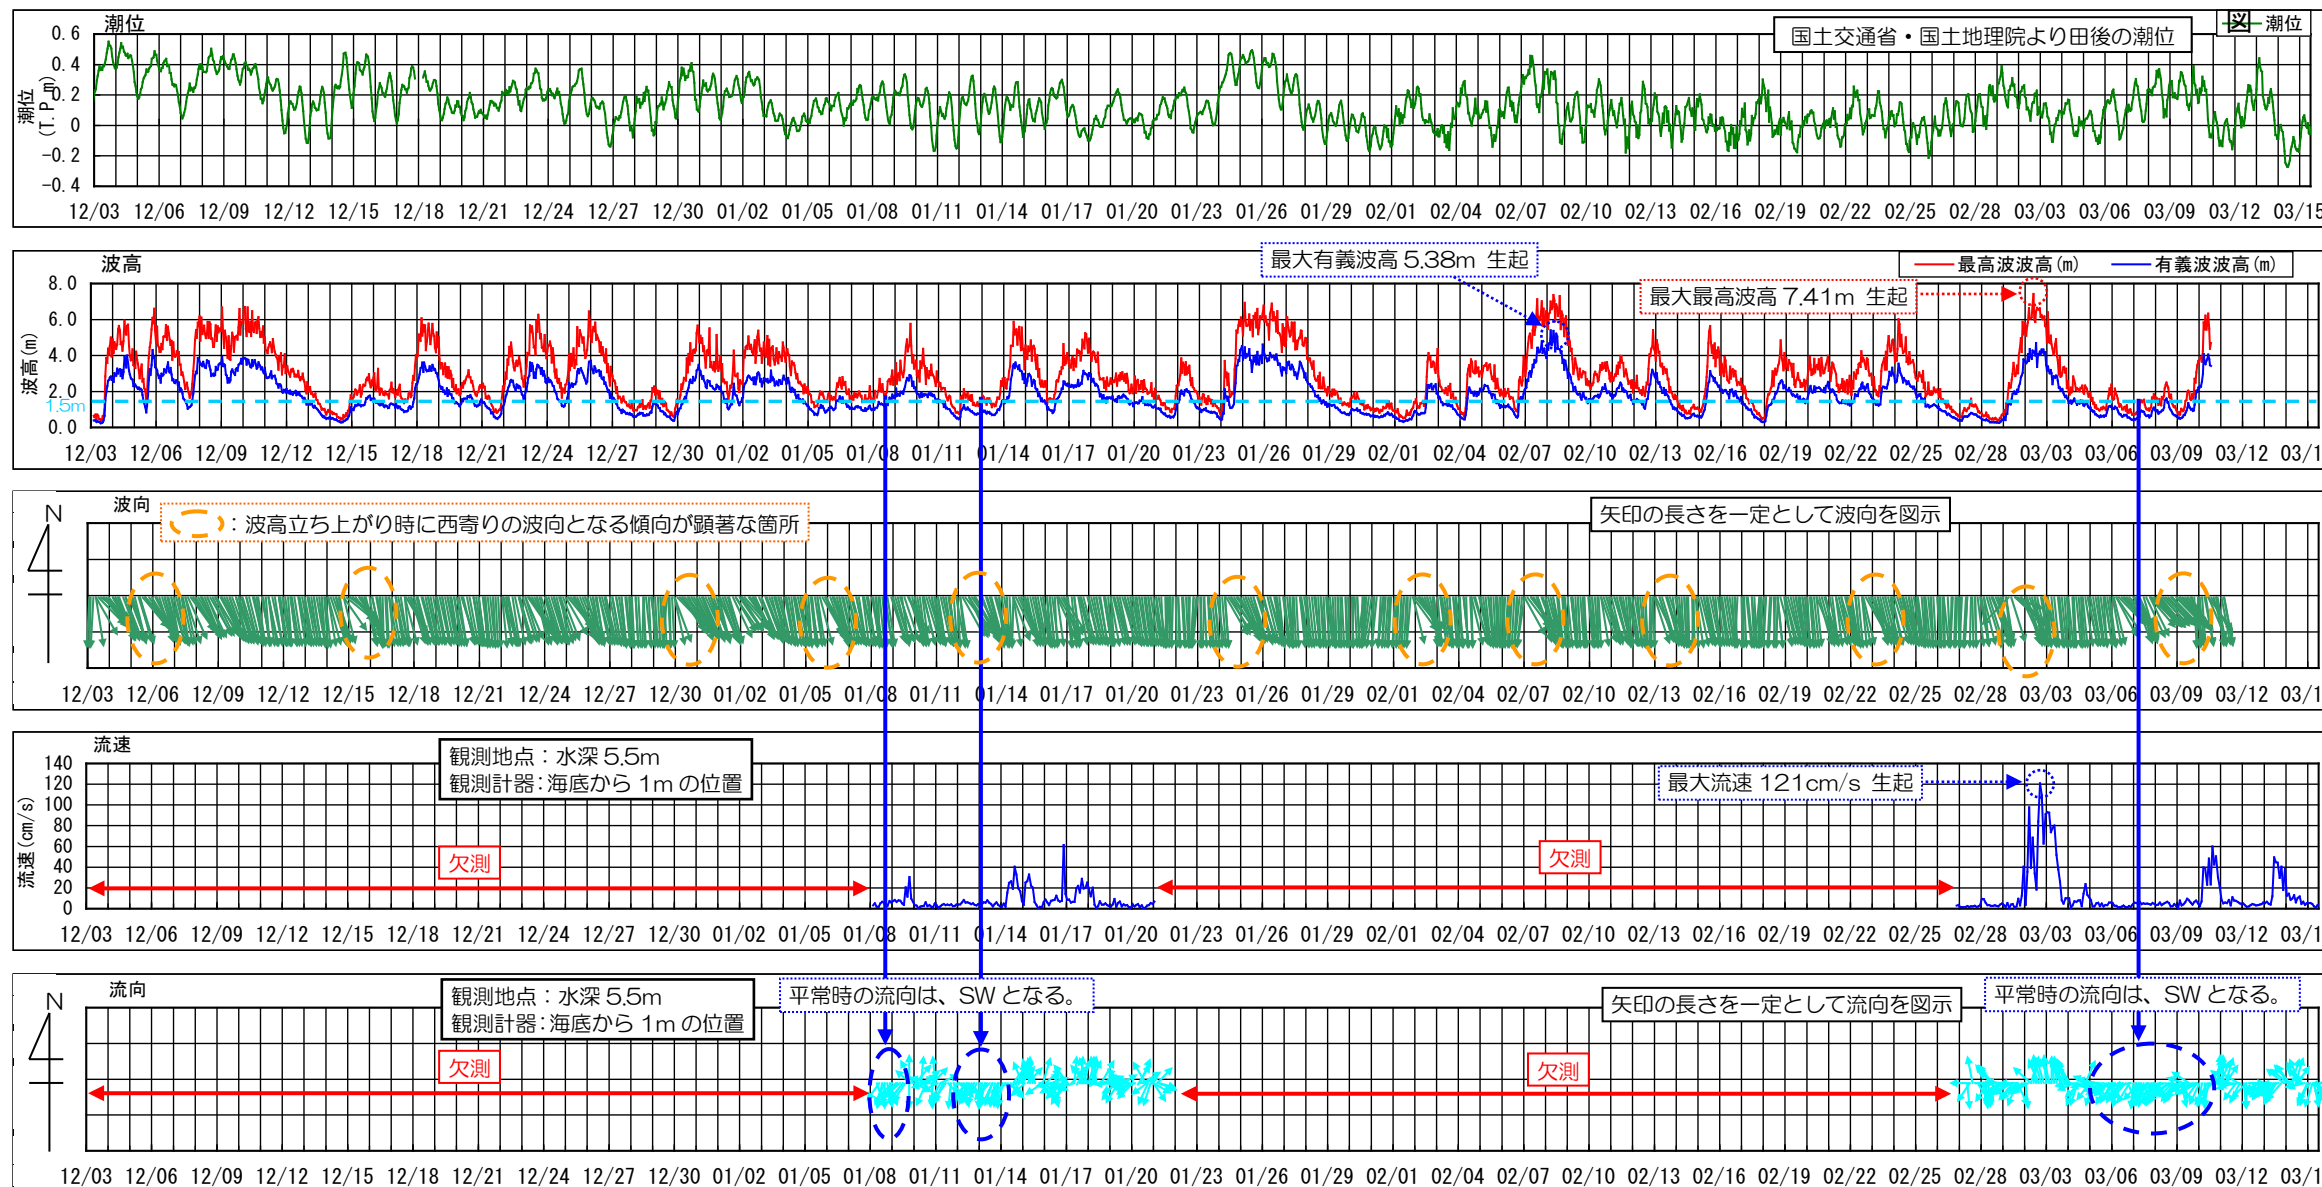 潮位
国土交通省・国土地理院より田後の潮位
図 潮位
潮位
(T.P.m)
0.6
0.4
0.2
0
-0.2
-0.4
12/03 12/06 12/09 12/12 12/15 12/18 12/21 12/24 12/27 12/30 01/02 01/05 01/08 01/11 01/14 01/17 01/20 01/23 01/26 01/29 02/01 02/04 02/07 02/10 02/13 02/16 02/19 02/22 02/25 02/28 03/03 03/06 03/09 03/12 03/15
波高
最大有義波高 5.38m 生起
最高波波高(m) 有義波波高(m)
最大最高波高 7.41m 生起
波高(m)
8.0
6.0
4.0
2.0
1.5m
0.0
12/03 12/06 12/09 12/12 12/15 12/18 12/21 12/24 12/27 12/30 01/02 01/05 01/08 01/11 01/14 01/17 01/20 01/23 01/26 01/29 02/01 02/04 02/07 02/10 02/13 02/16 02/19 02/22 02/25 02/28 03/03 03/06 03/09 03/12 03/1
波向
N
：波高立ち上がり時に西寄りの波向となる傾向が顕著な箇所
矢印の長さを一定として波向を図示
12/03 12/06 12/09 12/12 12/15 12/18 12/21 12/24 12/27 12/30 01/02 01/05 01/08 01/11 01/14 01/17 01/20 01/23 01/26 01/29 02/01 02/04 02/07 02/10 02/13 02/16 02/19 02/22 02/25 02/28 03/03 03/06 03/09 03/12 03/1
流速
観測地点：水深 5.5m
観測計器：海底から 1m の位置
最大流速 121cm/s 生起
流速(cm/s)
140
120
100
80
60
40
20
0
欠測
欠測
12/03 12/06 12/09 12/12 12/15 12/18 12/21 12/24 12/27 12/30 01/02 01/05 01/08 01/11 01/14 01/17 01/20 01/23 01/26 01/29 02/01 02/04 02/07 02/10 02/13 02/16 02/19 02/22 02/25 02/28 03/03 03/06 03/09 03/12 03/1
流向
N
観測地点：水深 5.5m
観測計器：海底から 1m の位置
平常時の流向は、SW となる。
矢印の長さを一定として流向を図示
平常時の流向は、SW となる。
欠測
欠測
12/03 12/06 12/09 12/12 12/15 12/18 12/21 12/24 12/27 12/30 01/02 01/05 01/08 01/11 01/14 01/17 01/20 01/23 01/26 01/29 02/01 02/04 02/07 02/10 02/13 02/16 02/19 02/22 02/25 02/28 03/03 03/06 03/09 03/12 03/1